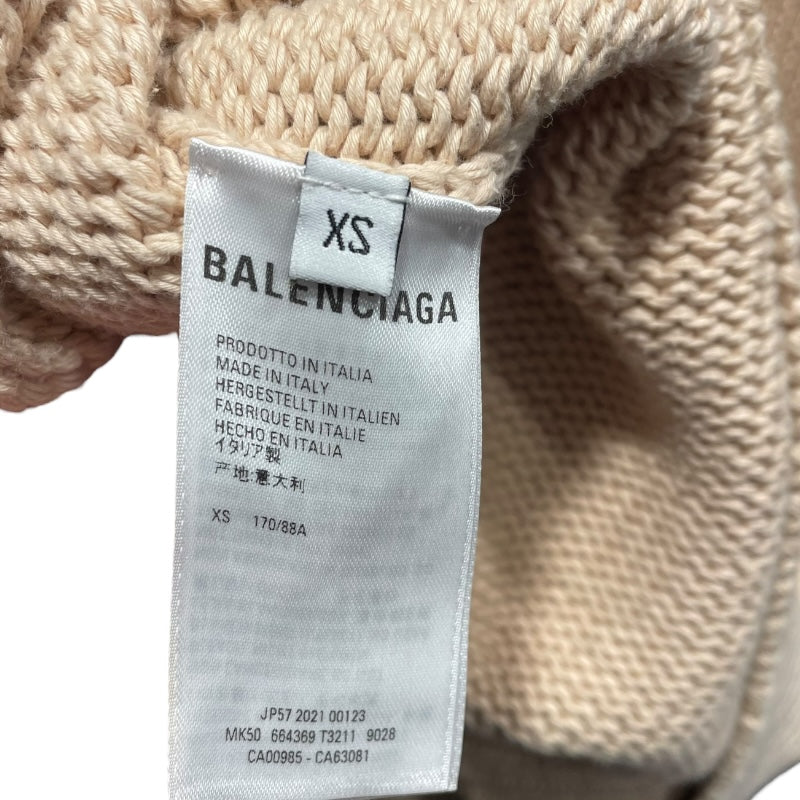 XS
BALENCIAGA
PRODOTTO IN ITALIA
MADE IN ITALY
HERGESTELLT IN ITALIEN
FABRIQUE EN ITALIE
HECHO EN ITALIA
イタリア製
产地:意大利
XS 170/88A
JP57 2021 00123
MK50 664369 T3211 9028
CA00985 - CA63081